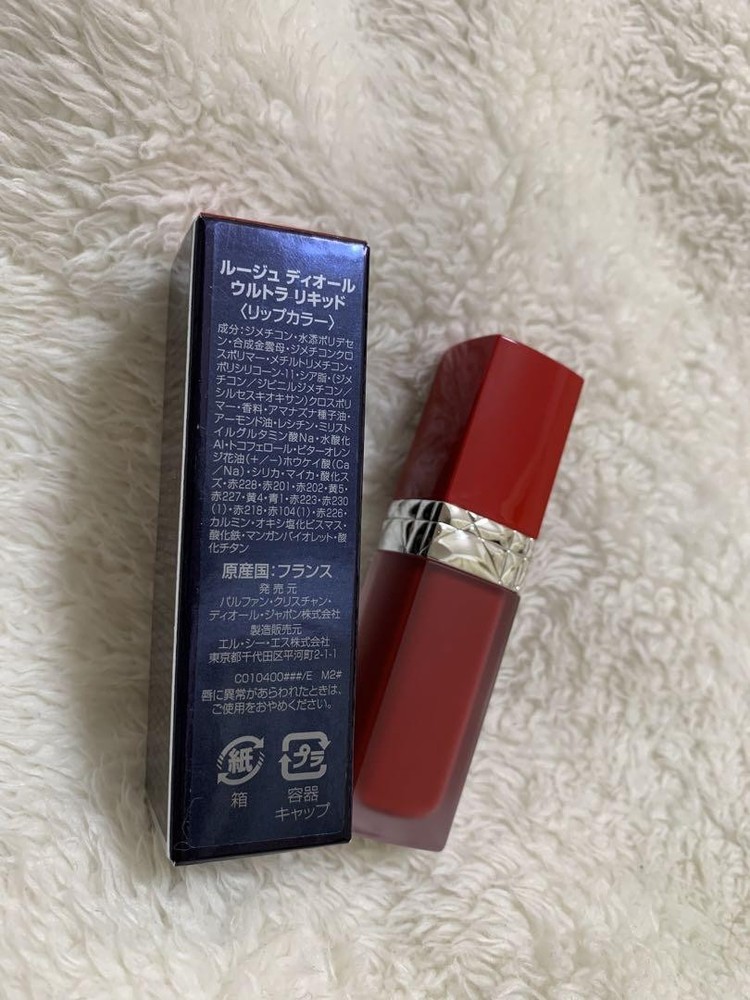 ルージュ ディオール
ウルトラ リキッド
〈リップカラー〉
成分：ジメチコン・水添ポリデセ
ン・合成金雲母・ジメチコンクロ
スポリマー・メチルトリメチコン・
ポリシリコーン-11・シア脂・(ジメ
チコン／ジビニルジメチコン／
シルセスキオキサン)クロスポリ
マー・香料・アマナズナ種子油・
アーモンド油・レシチン・ミリスト
イルグルタミン酸Na・水酸化
Al・トコフェロール・ビターオレン
ジ花油(＋／－)ホウケイ酸(Ca
／Na)・シリカ・マイカ・酸化ス
ズ・赤228・赤201・赤202・黄5・
赤227・黄4・青1・赤223・赤230
(1)・赤218・赤104(1)・赤226・
カルミン・オキシ塩化ビスマス・
酸化鉄・マンガンバイオレット・酸
化チタン
原産国：フランス
発売元
パルファン・クリスチャン・
ディオール・ジャポン株式会社
製造販売元
エル・シー・エス株式会社
東京都千代田区平河町2-1-1
C010400###/E M2#
唇に異常があらわれたときは、
ご使用をおやめください。
紙 プラ
箱 容器
キャップ